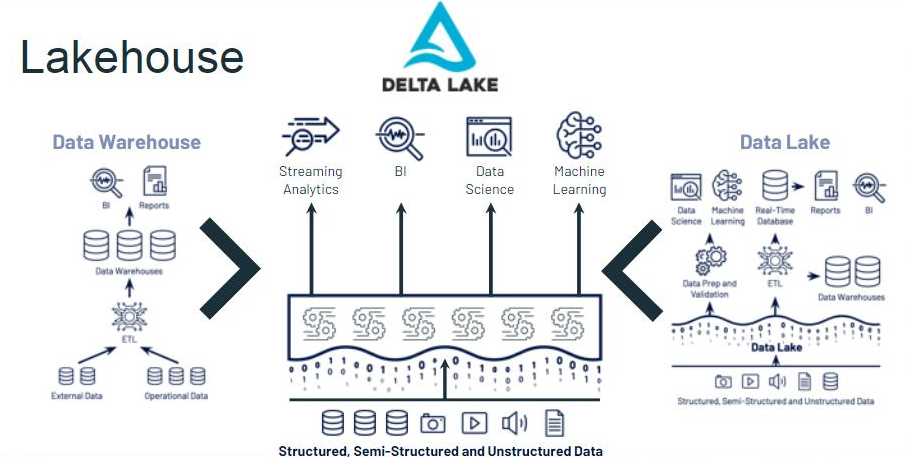 Lakehouse
DELTA LAKE
Data Warehouse
BI
Reports
Data Warehouses
ETL
External Data
Operational Data
Streaming
Analytics
BI
Data
Science
Machine
Learning
Structured, Semi-Structured and Unstructured Data
Data Lake
Data
Science
Machine
Learning
Real-Time
Database
Reports
BI
Data Prep and
Validation
ETL
Data Warehouses
Data Lake
Structured, Semi-Structured and Unstructured Data